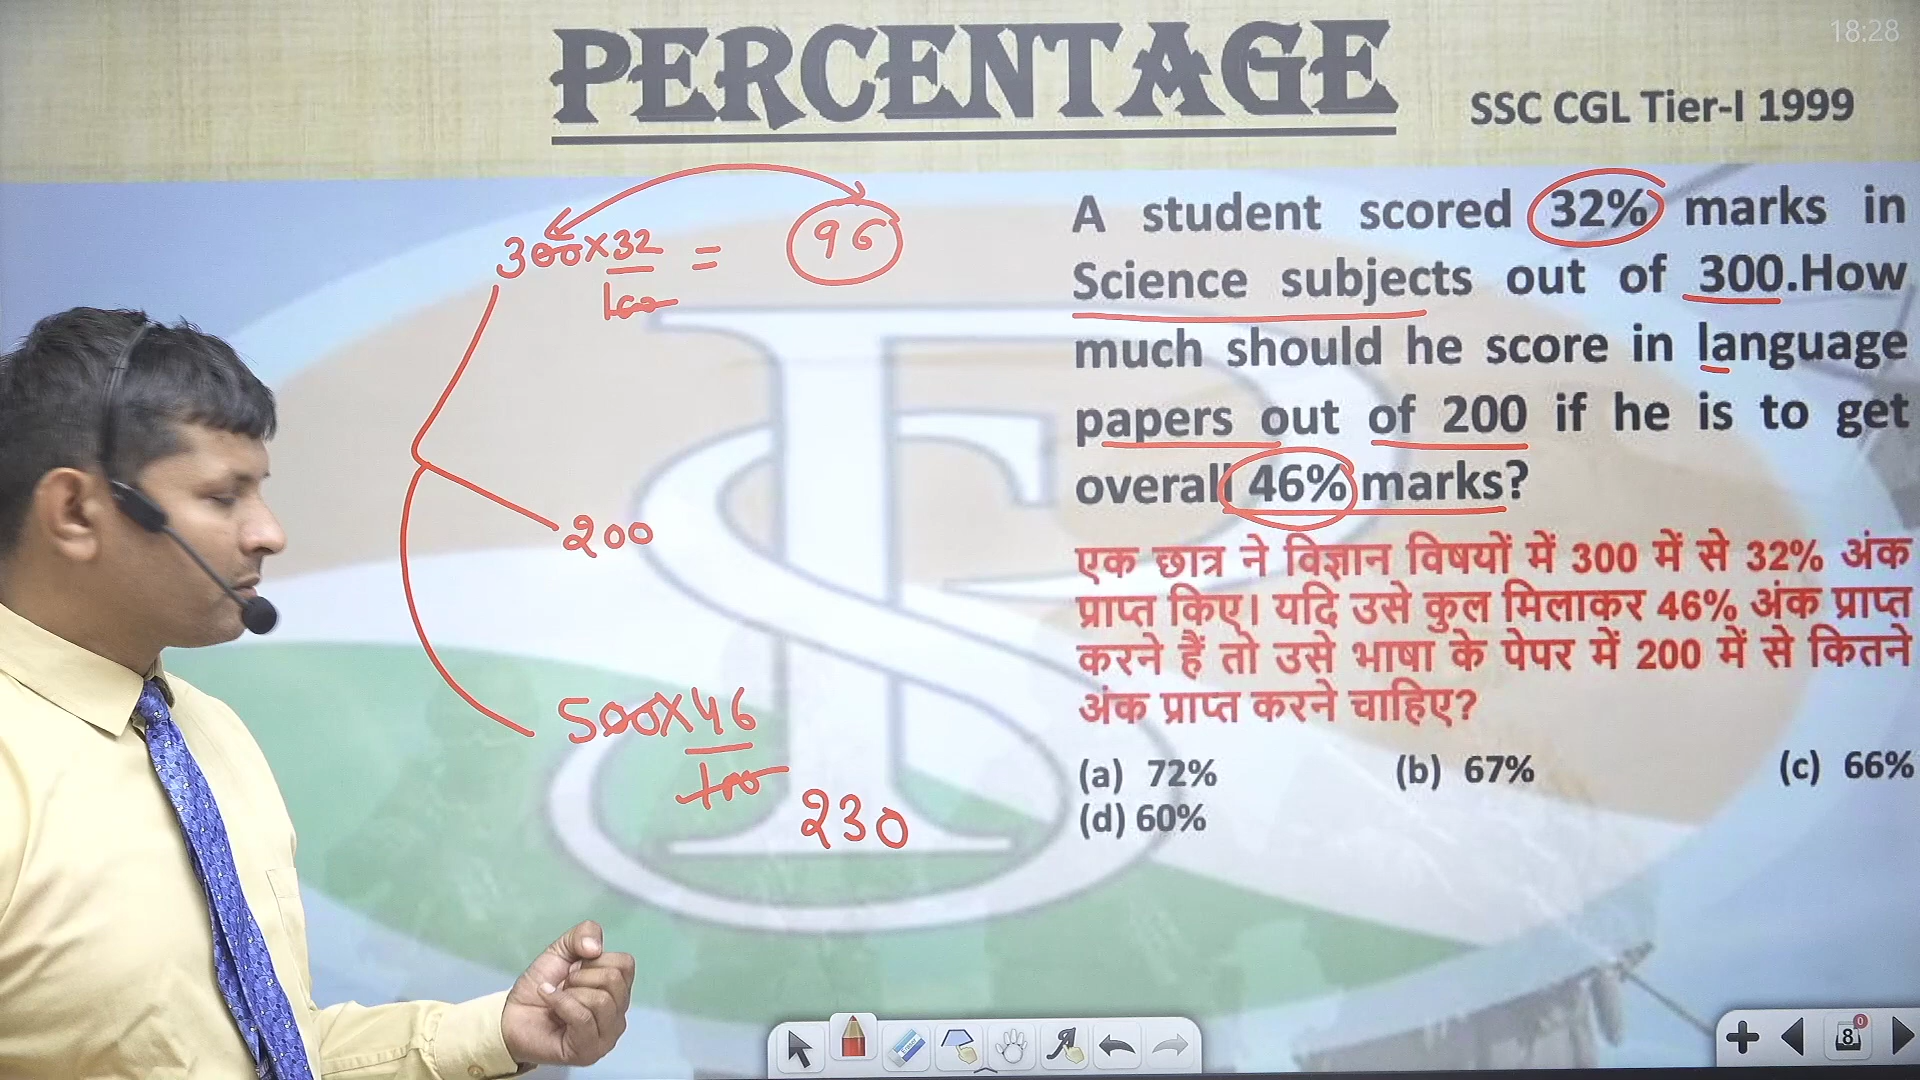 PERCENTAGE
SSC CGL Tier-I 1999
18:28
A student scored 32% marks in
Science subjects out of 300.How
much should he score in language
papers out of 200 if he is to get
overall 46% marks?
एक छात्र ने विज्ञान विषयों में 300 में से 32% अंक
प्राप्त किए। यदि उसे कुल मिलाकर 46% अंक प्राप्त
करने हैं तो उसे भाषा के पेपर में 200 में से कितने
अंक प्राप्त करने चाहिए?
(a) 72% (b) 67% (c) 66%
(d) 60%
300×32 = 96
100
200
500×46
100
230
8
0